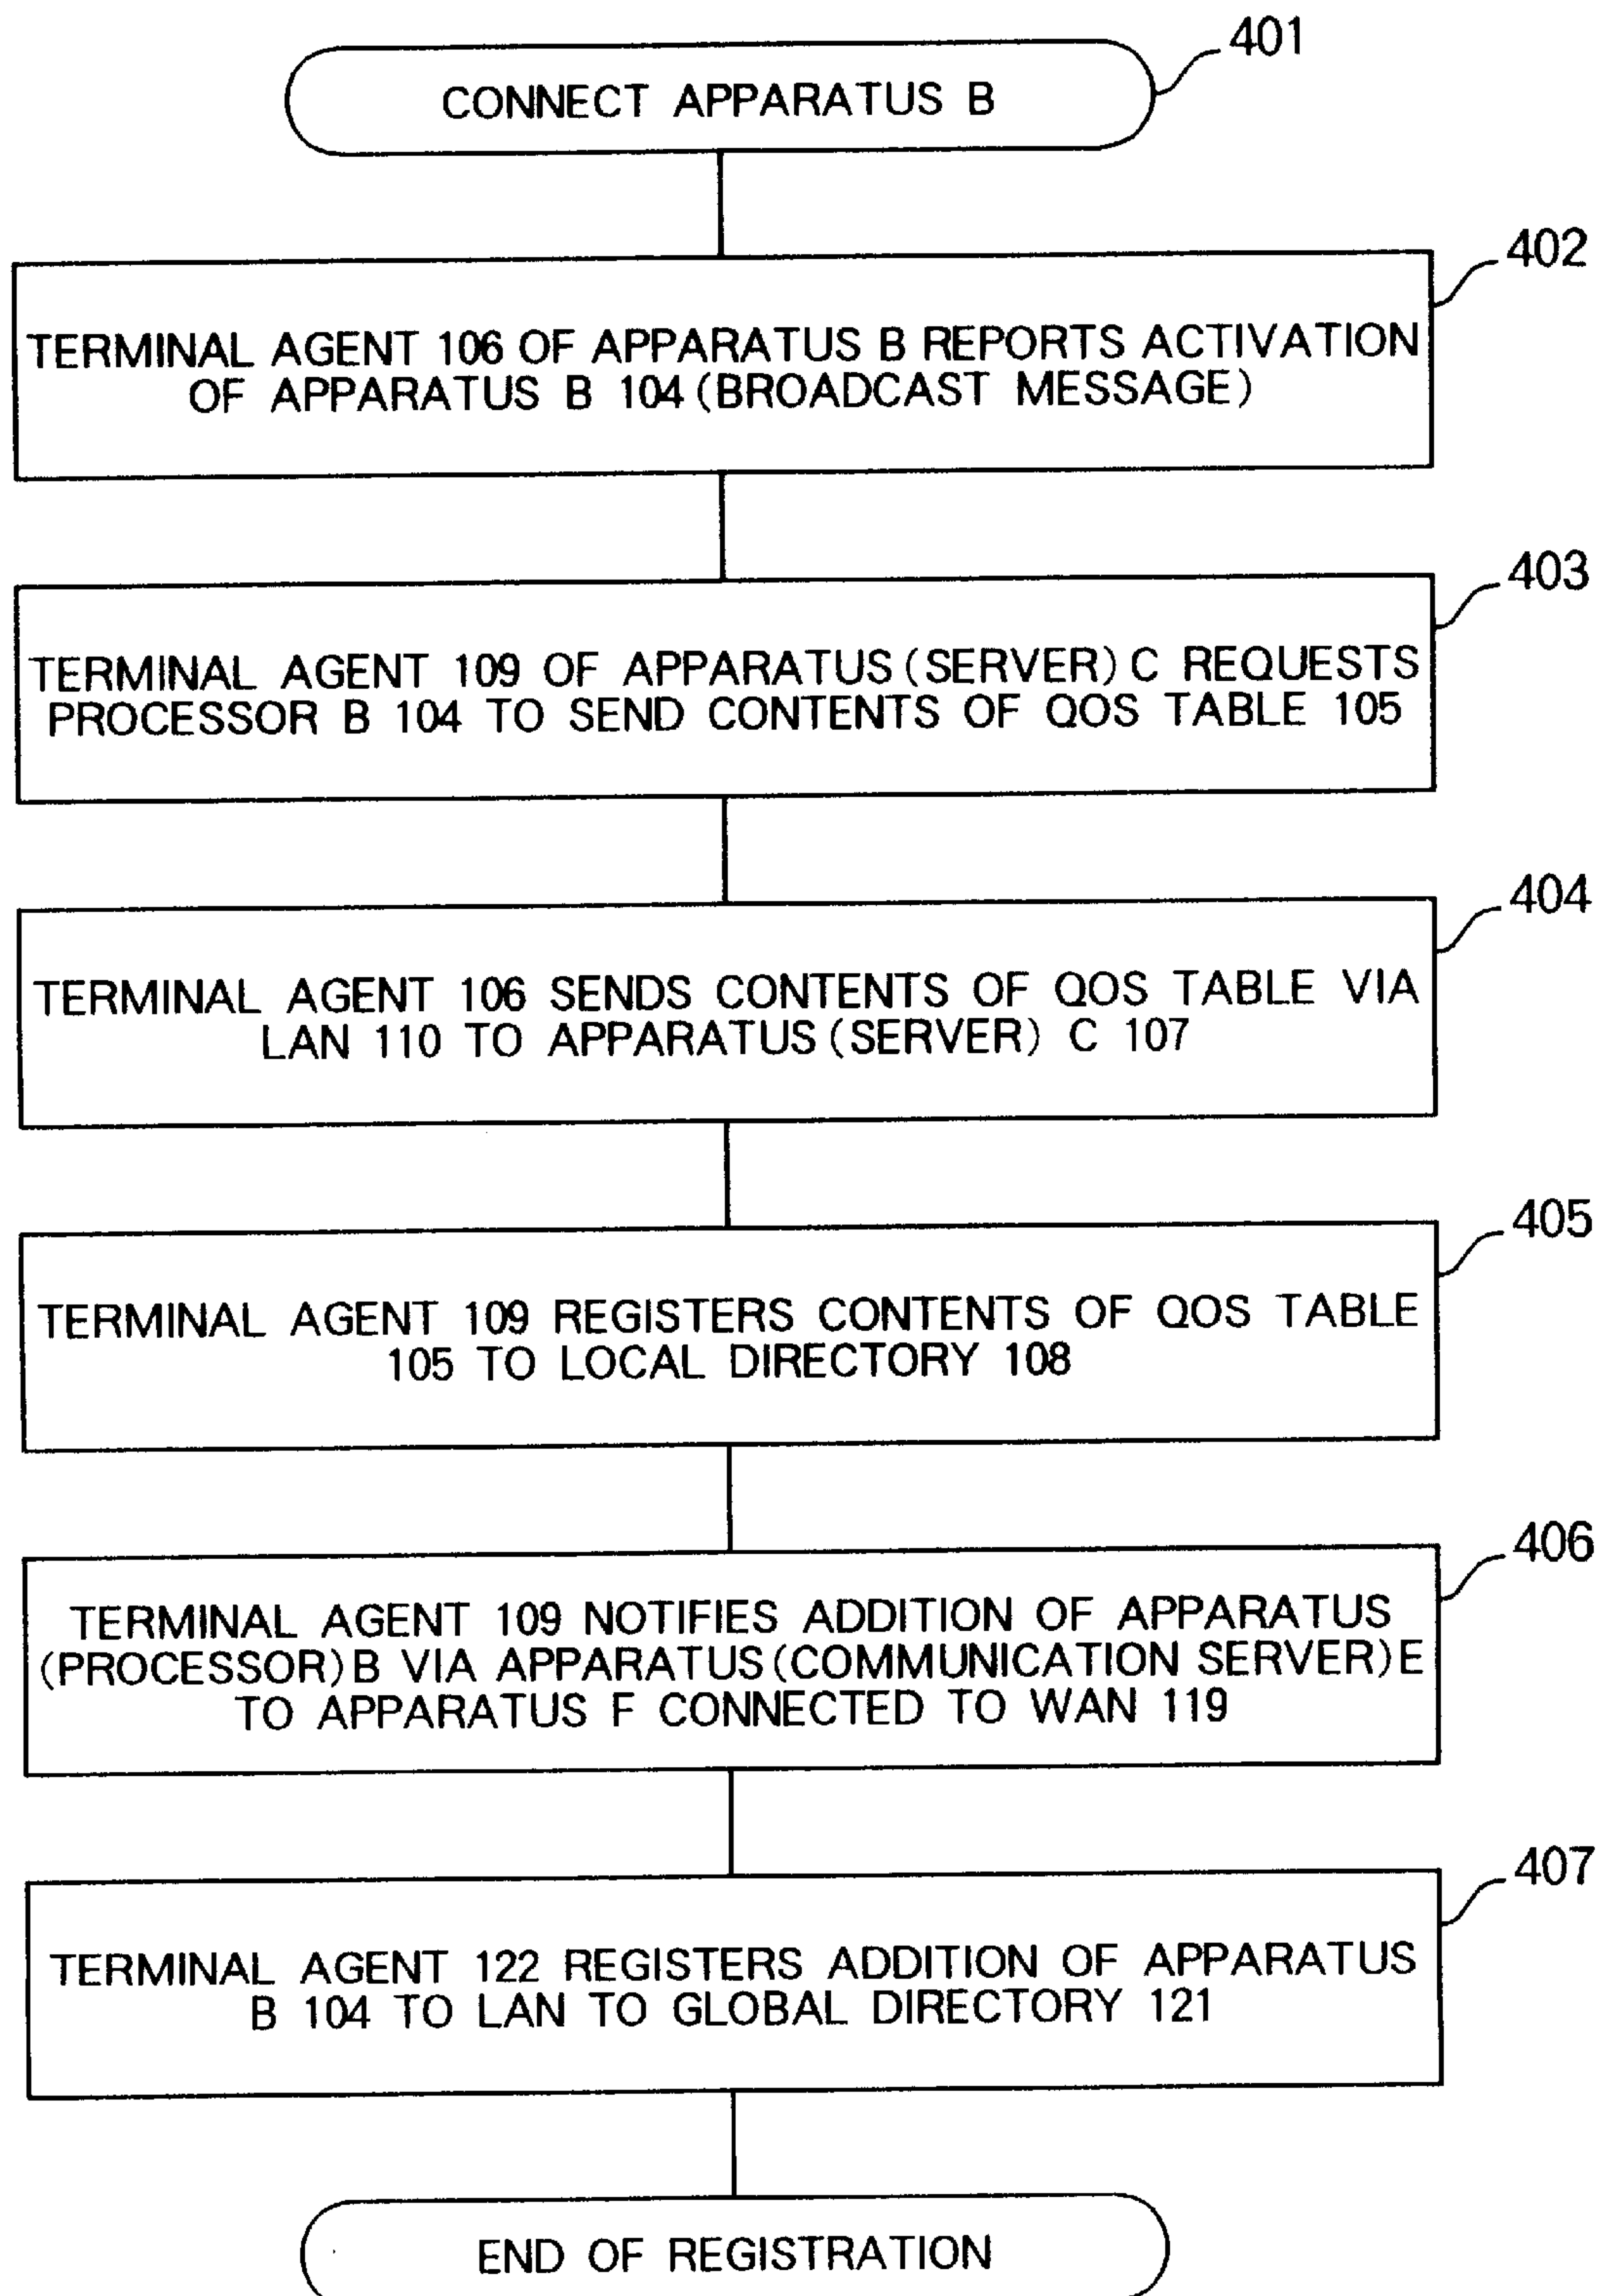 401
CONNECT APPARATUS B
402
TERMINAL AGENT 106 OF APPARATUS B REPORTS ACTIVATION
OF APPARATUS B 104 (BROADCAST MESSAGE)
403
TERMINAL AGENT 109 OF APPARATUS (SERVER) C REQUESTS
PROCESSOR B 104 TO SEND CONTENTS OF QOS TABLE 105
404
TERMINAL AGENT 106 SENDS CONTENTS OF QOS TABLE VIA
LAN 110 TO APPARATUS (SERVER) C 107
405
TERMINAL AGENT 109 REGISTERS CONTENTS OF QOS TABLE
105 TO LOCAL DIRECTORY 108
406
TERMINAL AGENT 109 NOTIFIES ADDITION OF APPARATUS
(PROCESSOR) B VIA APPARATUS (COMMUNICATION SERVER) E
TO APPARATUS F CONNECTED TO WAN 119
407
TERMINAL AGENT 122 REGISTERS ADDITION OF APPARATUS
B 104 TO LAN TO GLOBAL DIRECTORY 121
END OF REGISTRATION